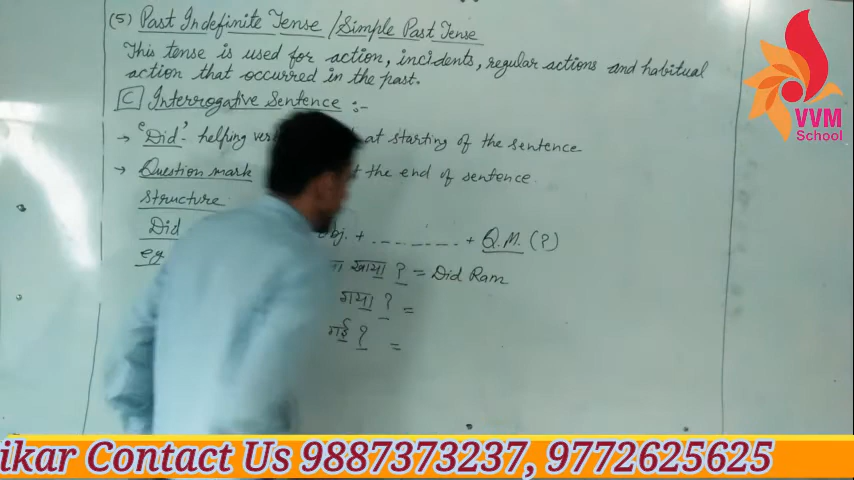 (5) Past Indefinite Tense / Simple Past Tense
This tense is used for action, incidents, regular actions and habitual
action that occurred in the past.
C Interrogative Sentence :-
→ 'Did' helping at starting of the sentence
→ Question mark the end of sentence.
structure
Did obj. + ......... + Q.M. (?)
eg खाया ? = Did Ram
गया ? =
गई ? =
VVM
School
ikar Contact Us 9887373237, 9772625625